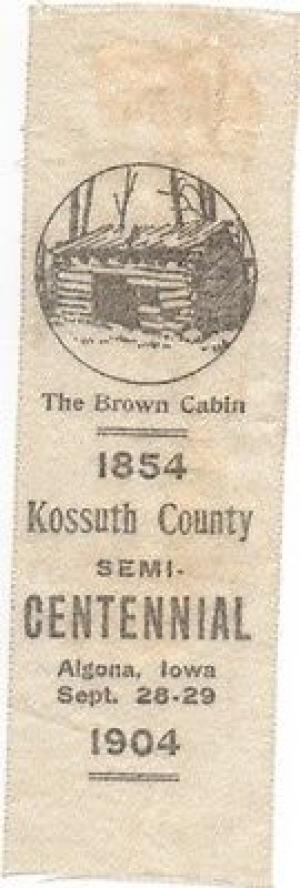 The Brown Cabin
1854
Kossuth County
SEMI-
CENTENNIAL
Algona, Iowa
Sept. 28-29
1904